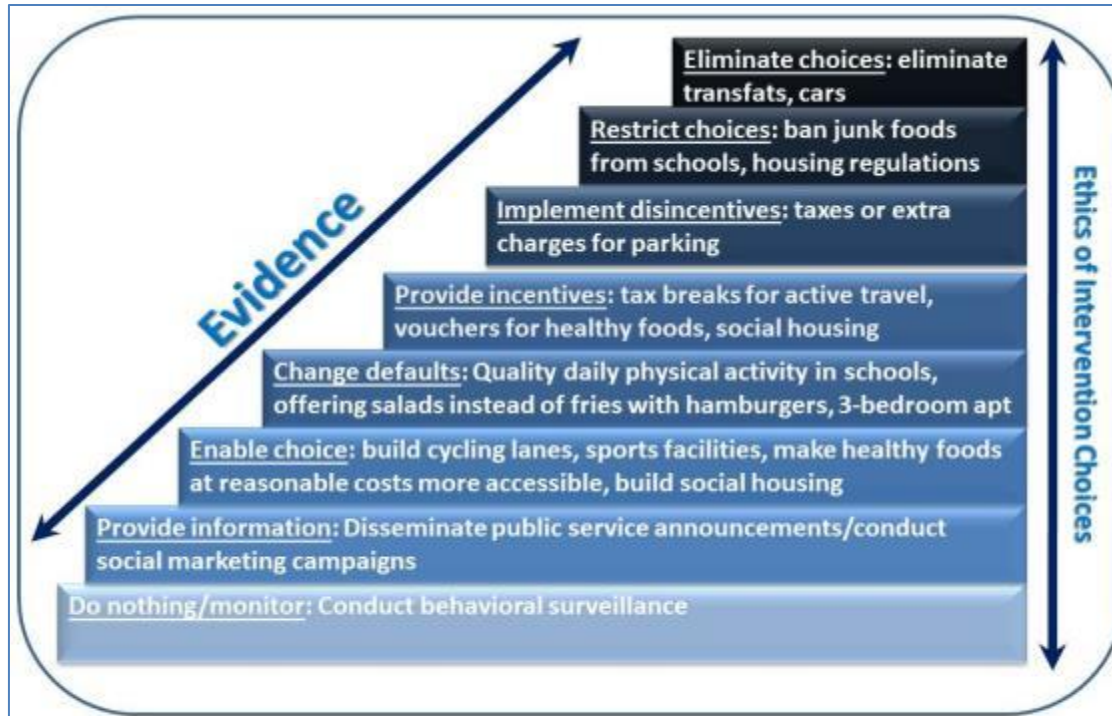 Eliminate choices: eliminate
transfats, cars
Restrict choices: ban junk foods
from schools, housing regulations
Implement disincentives: taxes or extra
charges for parking
Provide incentives: tax breaks for active travel,
vouchers for healthy foods, social housing
Change defaults: Quality daily physical activity in schools,
offering salads instead of fries with hamburgers, 3-bedroom apt
Enable choice: build cycling lanes, sports facilities, make healthy foods
at reasonable costs more accessible, build social housing
Provide information: Disseminate public service announcements/conduct
social marketing campaigns
Do nothing/monitor: Conduct behavioral surveillance
Evidence
Ethics of Intervention Choices